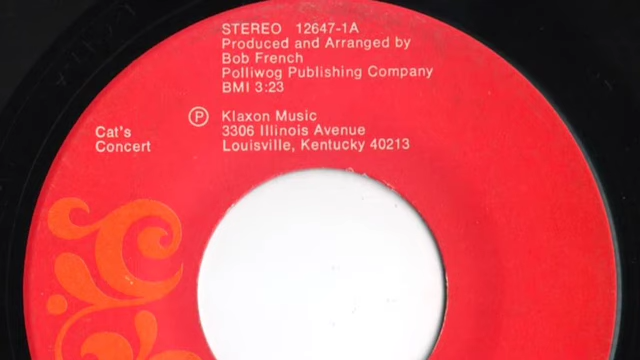 STEREO 12647-1A
Produced and Arranged by
Bob French
Polliwog Publishing Company
BMI 3:23
Ⓟ Klaxon Music
3306 Illinois Avenue
Louisville, Kentucky 40213
Cat's
Concert